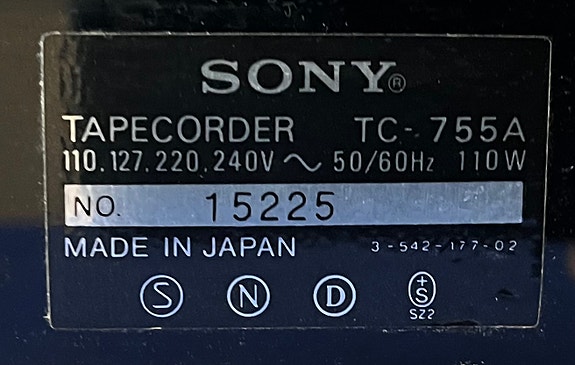 SONY®
TAPECORDER TC-755A
110.127.220.240V ~ 50/60Hz 110W
NO. 15225
MADE IN JAPAN 3-542-177-02
S N D +S
SZ2